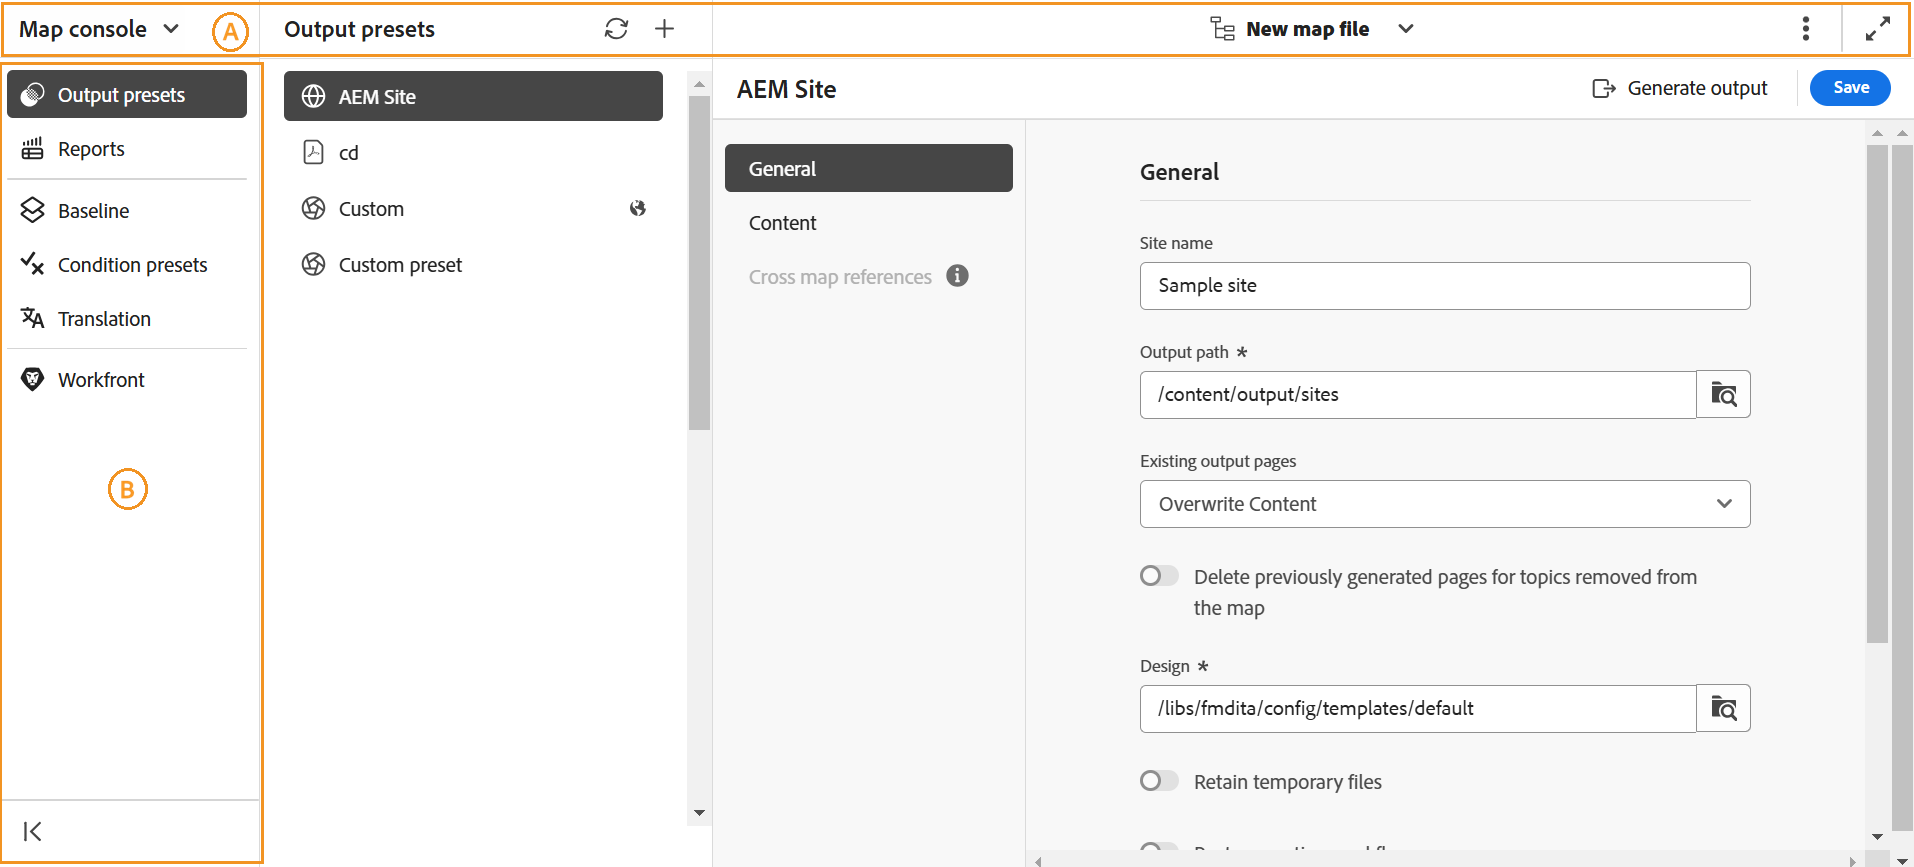 Map console
A
Output presets
New map file
Output presets
Reports
Baseline
Condition presets
Translation
Workfront
B
AEM Site
cd
Custom
Custom preset
AEM Site
Generate output
Save
General
Content
Cross map references
General
Site name
Sample site
Output path *
/content/output/sites
Existing output pages
Overwrite Content
Delete previously generated pages for topics removed from
the map
Design *
/libs/fmdita/config/templates/default
Retain temporary files